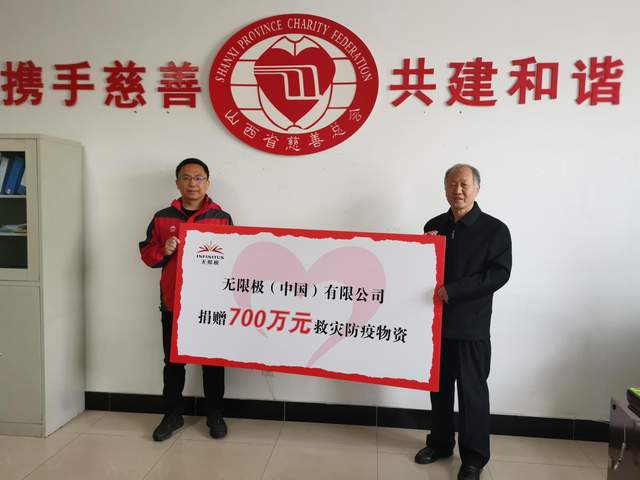 携手慈善
SHANXI PROVINCE CHARITY FEDERATION
山西省慈善总会
共建和谐
INFINITUS
无限极
无限极（中国）有限公司
捐赠700万元救灾防疫物资